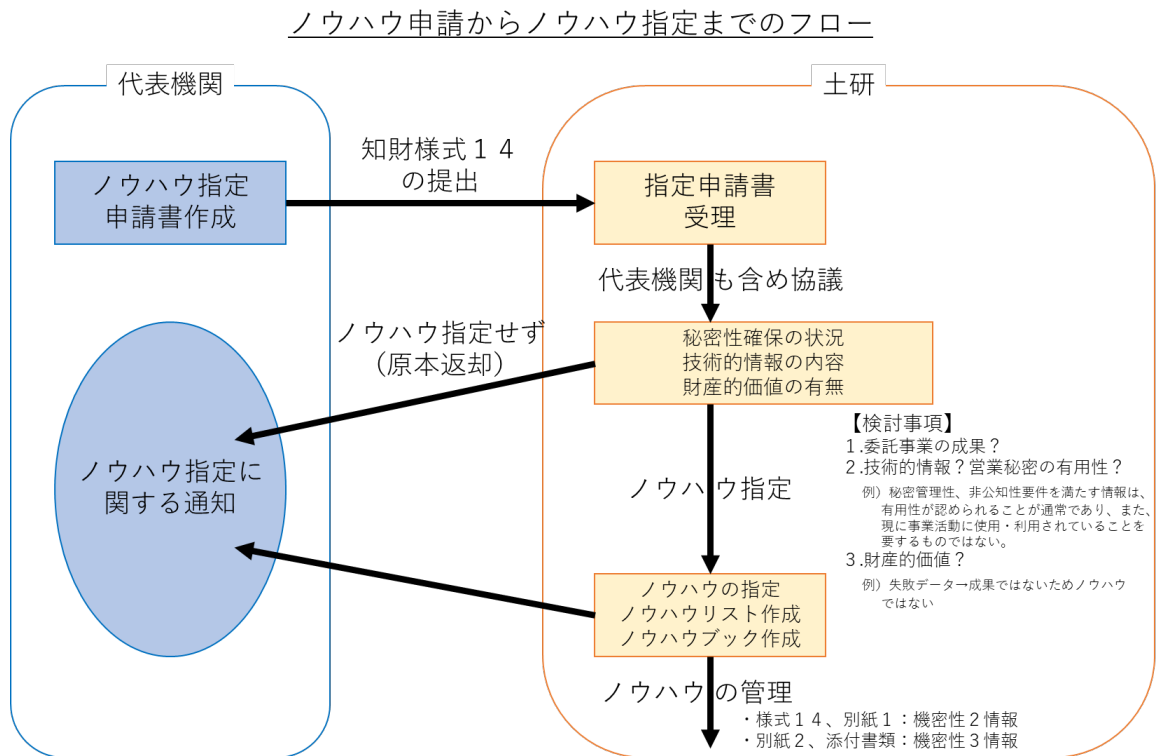 ノウハウ申請からノウハウ指定までのフロー
代表機関
土研
ノウハウ指定
申請書作成
知財様式１４
の提出
指定申請書
受理
代表機関も含め協議
ノウハウ指定せず
（原本返却）
秘密性確保の状況
技術的情報の内容
財産的価値の有無
【検討事項】
1.委託事業の成果？
2.技術的情報？営業秘密の有用性？
例）秘密管理性、非公知性要件を満たす情報は、
有用性が認められることが通常であり、また、
現に事業活動に使用・利用されていることを
要するものではない。
3.財産的価値？
例）失敗データ→成果ではないためノウハウ
ではない
ノウハウ指定に
関する通知
ノウハウ指定
ノウハウの指定
ノウハウリスト作成
ノウハウブック作成
ノウハウの管理
・様式１４、別紙１：機密性２情報
・別紙２、添付書類：機密性３情報